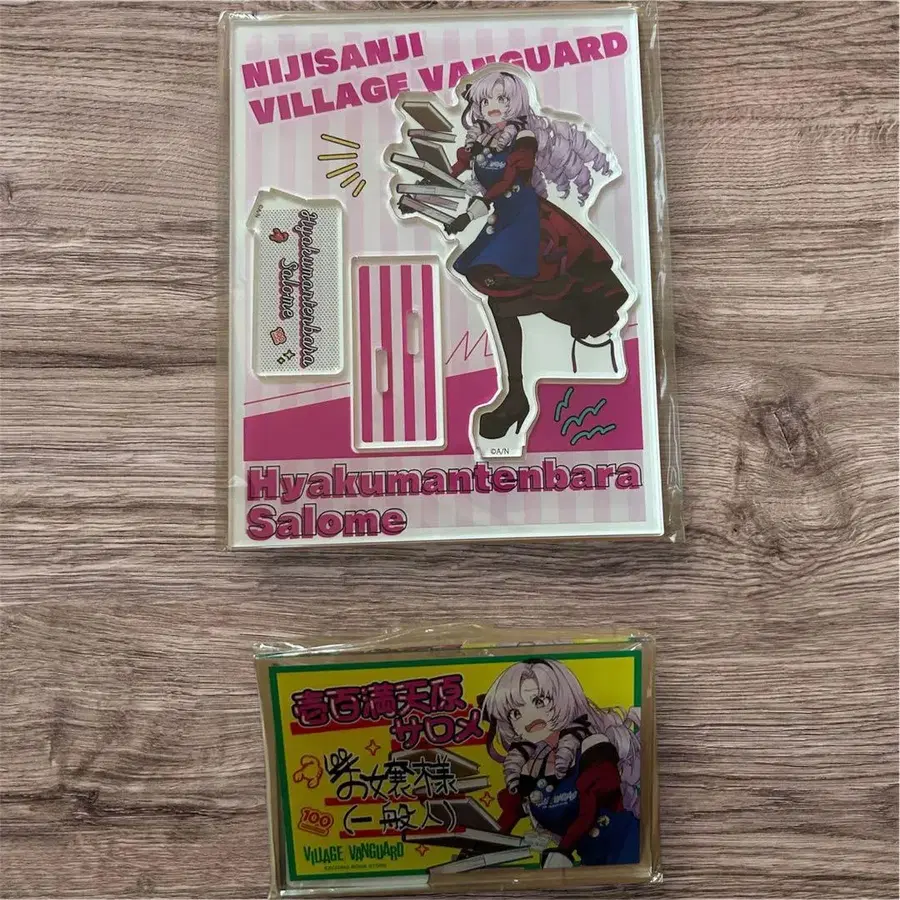 NIJISANJI
VILLAGE VANGUARD
©A/N
Hyakumantenbara
Salome
©A/N
Hyakumantenbara
Salome
壱百満天原
サロメ
お嬢様
(一般人)
100
VILLAGE/VANGUARD